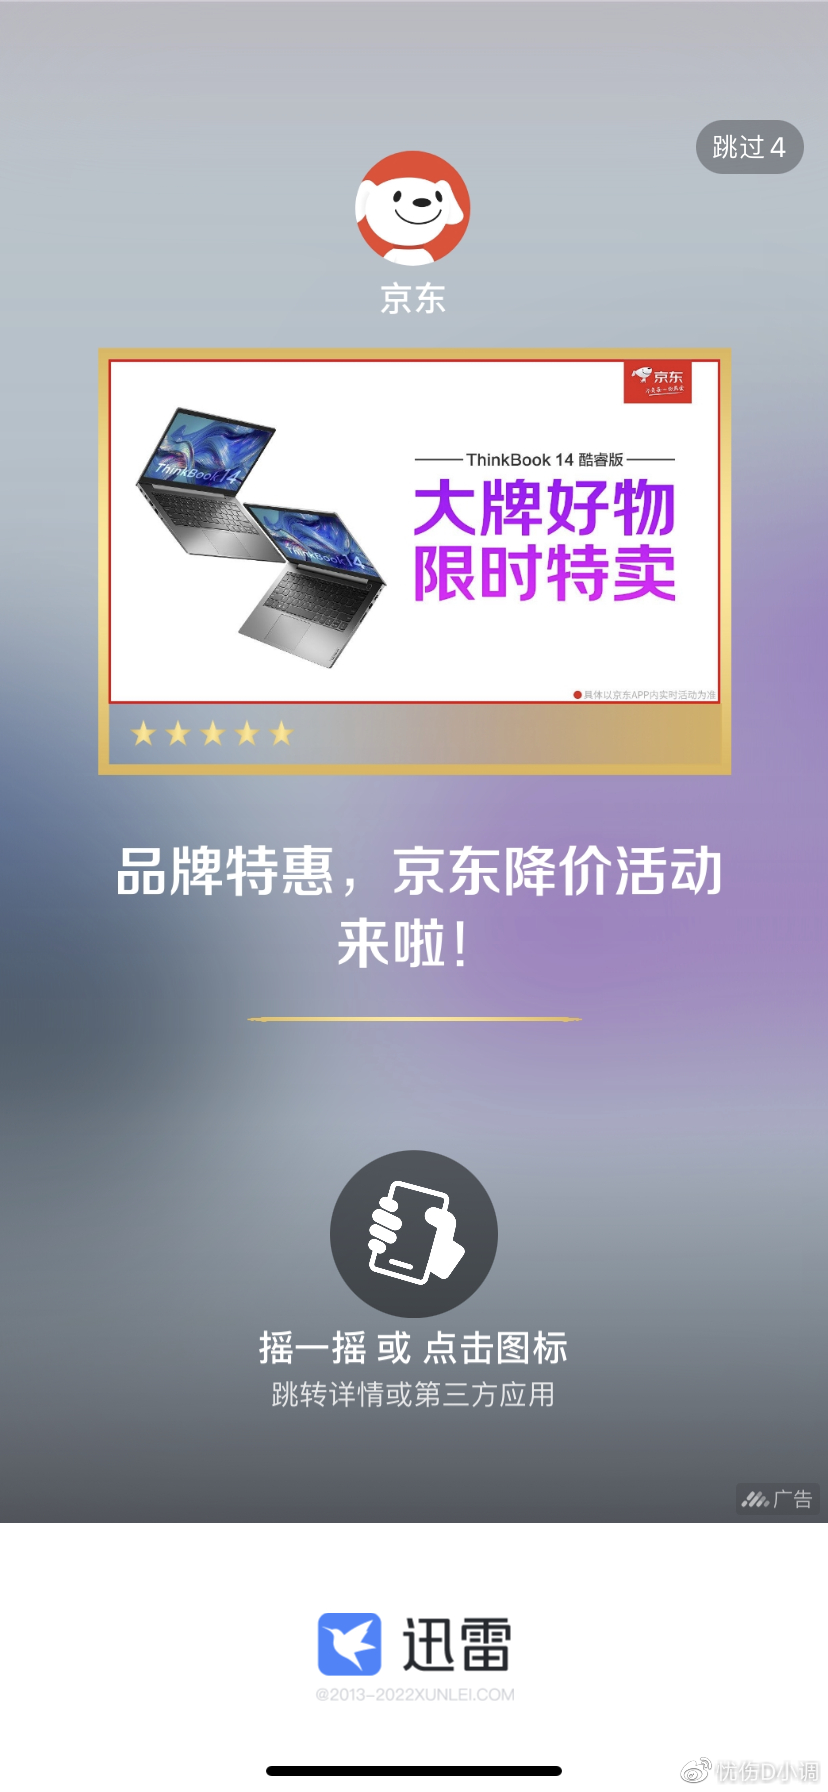 跳过 4
京东
京东
ThinkBook 14 酷睿版
大牌好物
限时特卖
ThinkBook 14
ThinkBook 14
具体以京东APP内实时活动为准
品牌特惠，京东降价活动
来啦！
摇一摇 或 点击图标
跳转详情或第三方应用
广告
迅雷
@2013-2022XUNLEI.COM
忧伤D小调